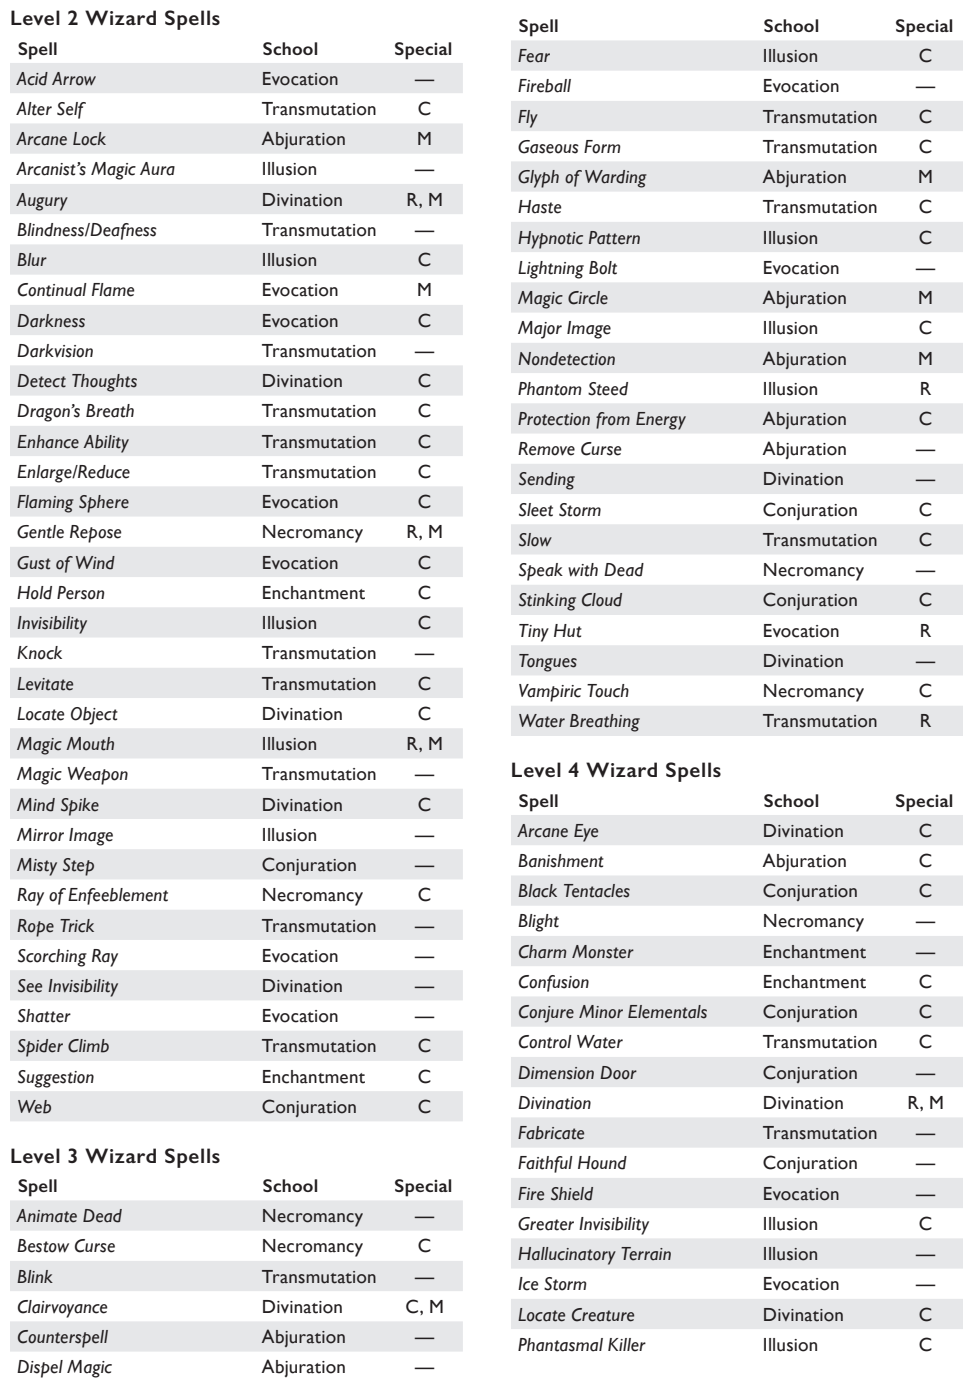 Level 2 Wizard Spells
Spell School Special
Acid Arrow Evocation —
Alter Self Transmutation C
Arcane Lock Abjuration M
Arcanist's Magic Aura Illusion —
Augury Divination R, M
Blindness/Deafness Transmutation —
Blur Illusion C
Continual Flame Evocation M
Darkness Evocation C
Darkvision Transmutation —
Detect Thoughts Divination C
Dragon's Breath Transmutation C
Enhance Ability Transmutation C
Enlarge/Reduce Transmutation C
Flaming Sphere Evocation C
Gentle Repose Necromancy R, M
Gust of Wind Evocation C
Hold Person Enchantment C
Invisibility Illusion C
Knock Transmutation —
Levitate Transmutation C
Locate Object Divination C
Magic Mouth Illusion R, M
Magic Weapon Transmutation —
Mind Spike Divination C
Mirror Image Illusion —
Misty Step Conjuration —
Ray of Enfeeblement Necromancy C
Rope Trick Transmutation —
Scorching Ray Evocation —
See Invisibility Divination —
Shatter Evocation —
Spider Climb Transmutation C
Suggestion Enchantment C
Web Conjuration C
Level 3 Wizard Spells
Spell School Special
Animate Dead Necromancy —
Bestow Curse Necromancy C
Blink Transmutation —
Clairvoyance Divination C, M
Counterspell Abjuration —
Dispel Magic Abjuration —
Spell School Special
Fear Illusion C
Fireball Evocation —
Fly Transmutation C
Gaseous Form Transmutation C
Glyph of Warding Abjuration M
Haste Transmutation C
Hypnotic Pattern Illusion C
Lightning Bolt Evocation —
Magic Circle Abjuration M
Major Image Illusion C
Nondetection Abjuration M
Phantom Steed Illusion R
Protection from Energy Abjuration C
Remove Curse Abjuration —
Sending Divination —
Sleet Storm Conjuration C
Slow Transmutation C
Speak with Dead Necromancy —
Stinking Cloud Conjuration C
Tiny Hut Evocation R
Tongues Divination —
Vampiric Touch Necromancy C
Water Breathing Transmutation R
Level 4 Wizard Spells
Spell School Special
Arcane Eye Divination C
Banishment Abjuration C
Black Tentacles Conjuration C
Blight Necromancy —
Charm Monster Enchantment —
Confusion Enchantment C
Conjure Minor Elementals Conjuration C
Control Water Transmutation C
Dimension Door Conjuration —
Divination Divination R, M
Fabricate Transmutation —
Faithful Hound Conjuration —
Fire Shield Evocation —
Greater Invisibility Illusion C
Hallucinatory Terrain Illusion —
Ice Storm Evocation —
Locate Creature Divination C
Phantasmal Killer Illusion C